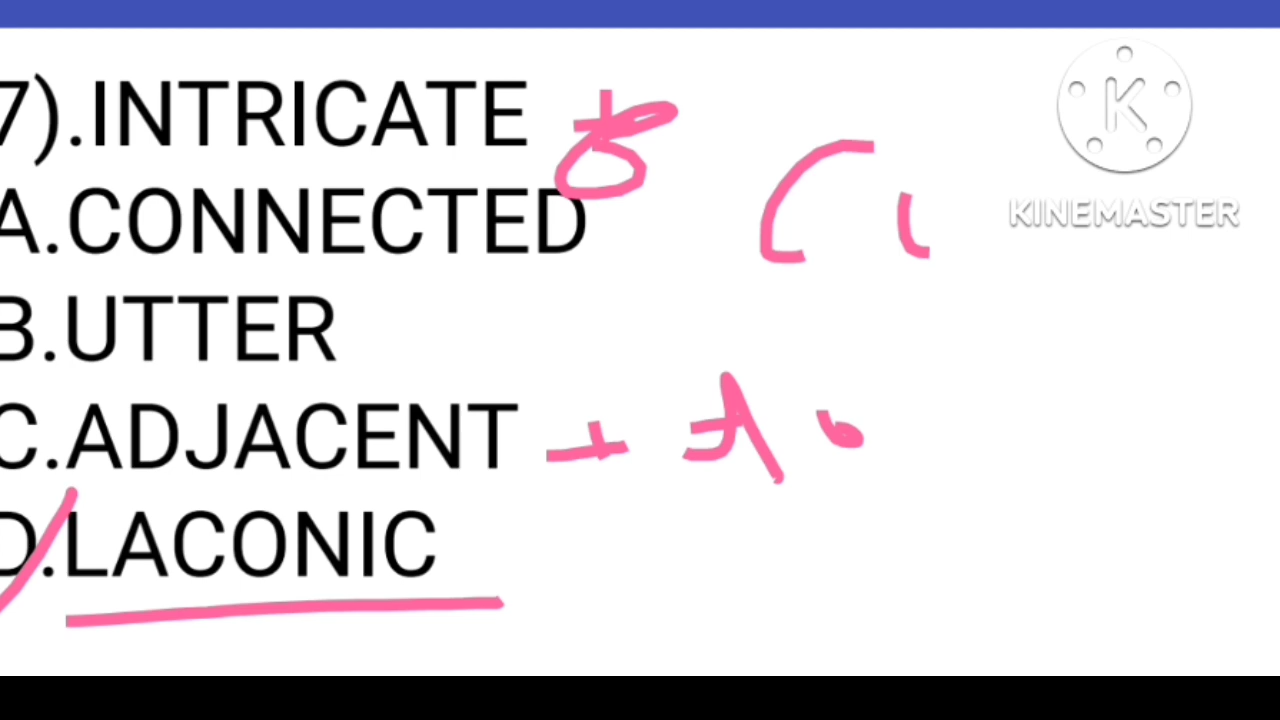 7).INTRICATE
A.CONNECTED
B.UTTER
C.ADJACENT
D.LACONIC
K
KINEMASTER